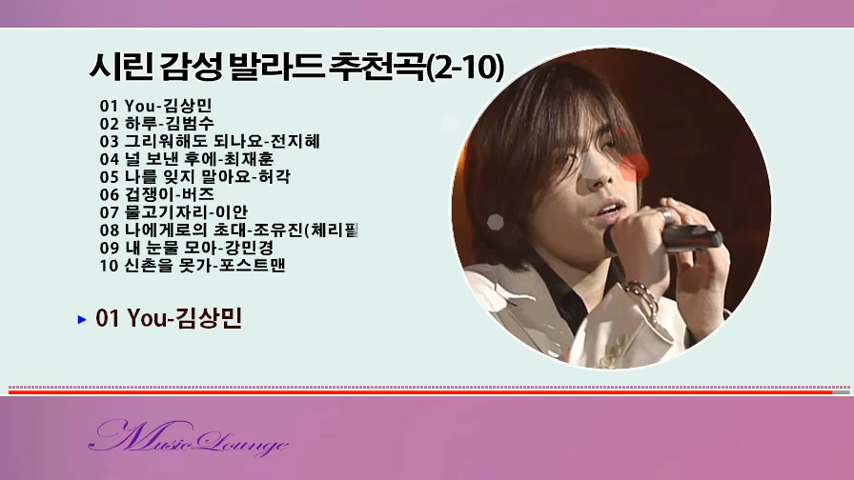 시린 감성 발라드 추천곡(2-10)
01 You-김상민
02 하루-김범수
03 그리워해도 되나요-전지혜
04 널 보낸 후에-최재훈
05 나를 잊지 말아요-허각
06 겁쟁이-버즈
07 물고기자리-이안
08 나에게로의 초대-조유진(체리필
09 내 눈물 모아-강민경
10 신촌을 못가-포스트맨
01 You-김상민
Music Lounge